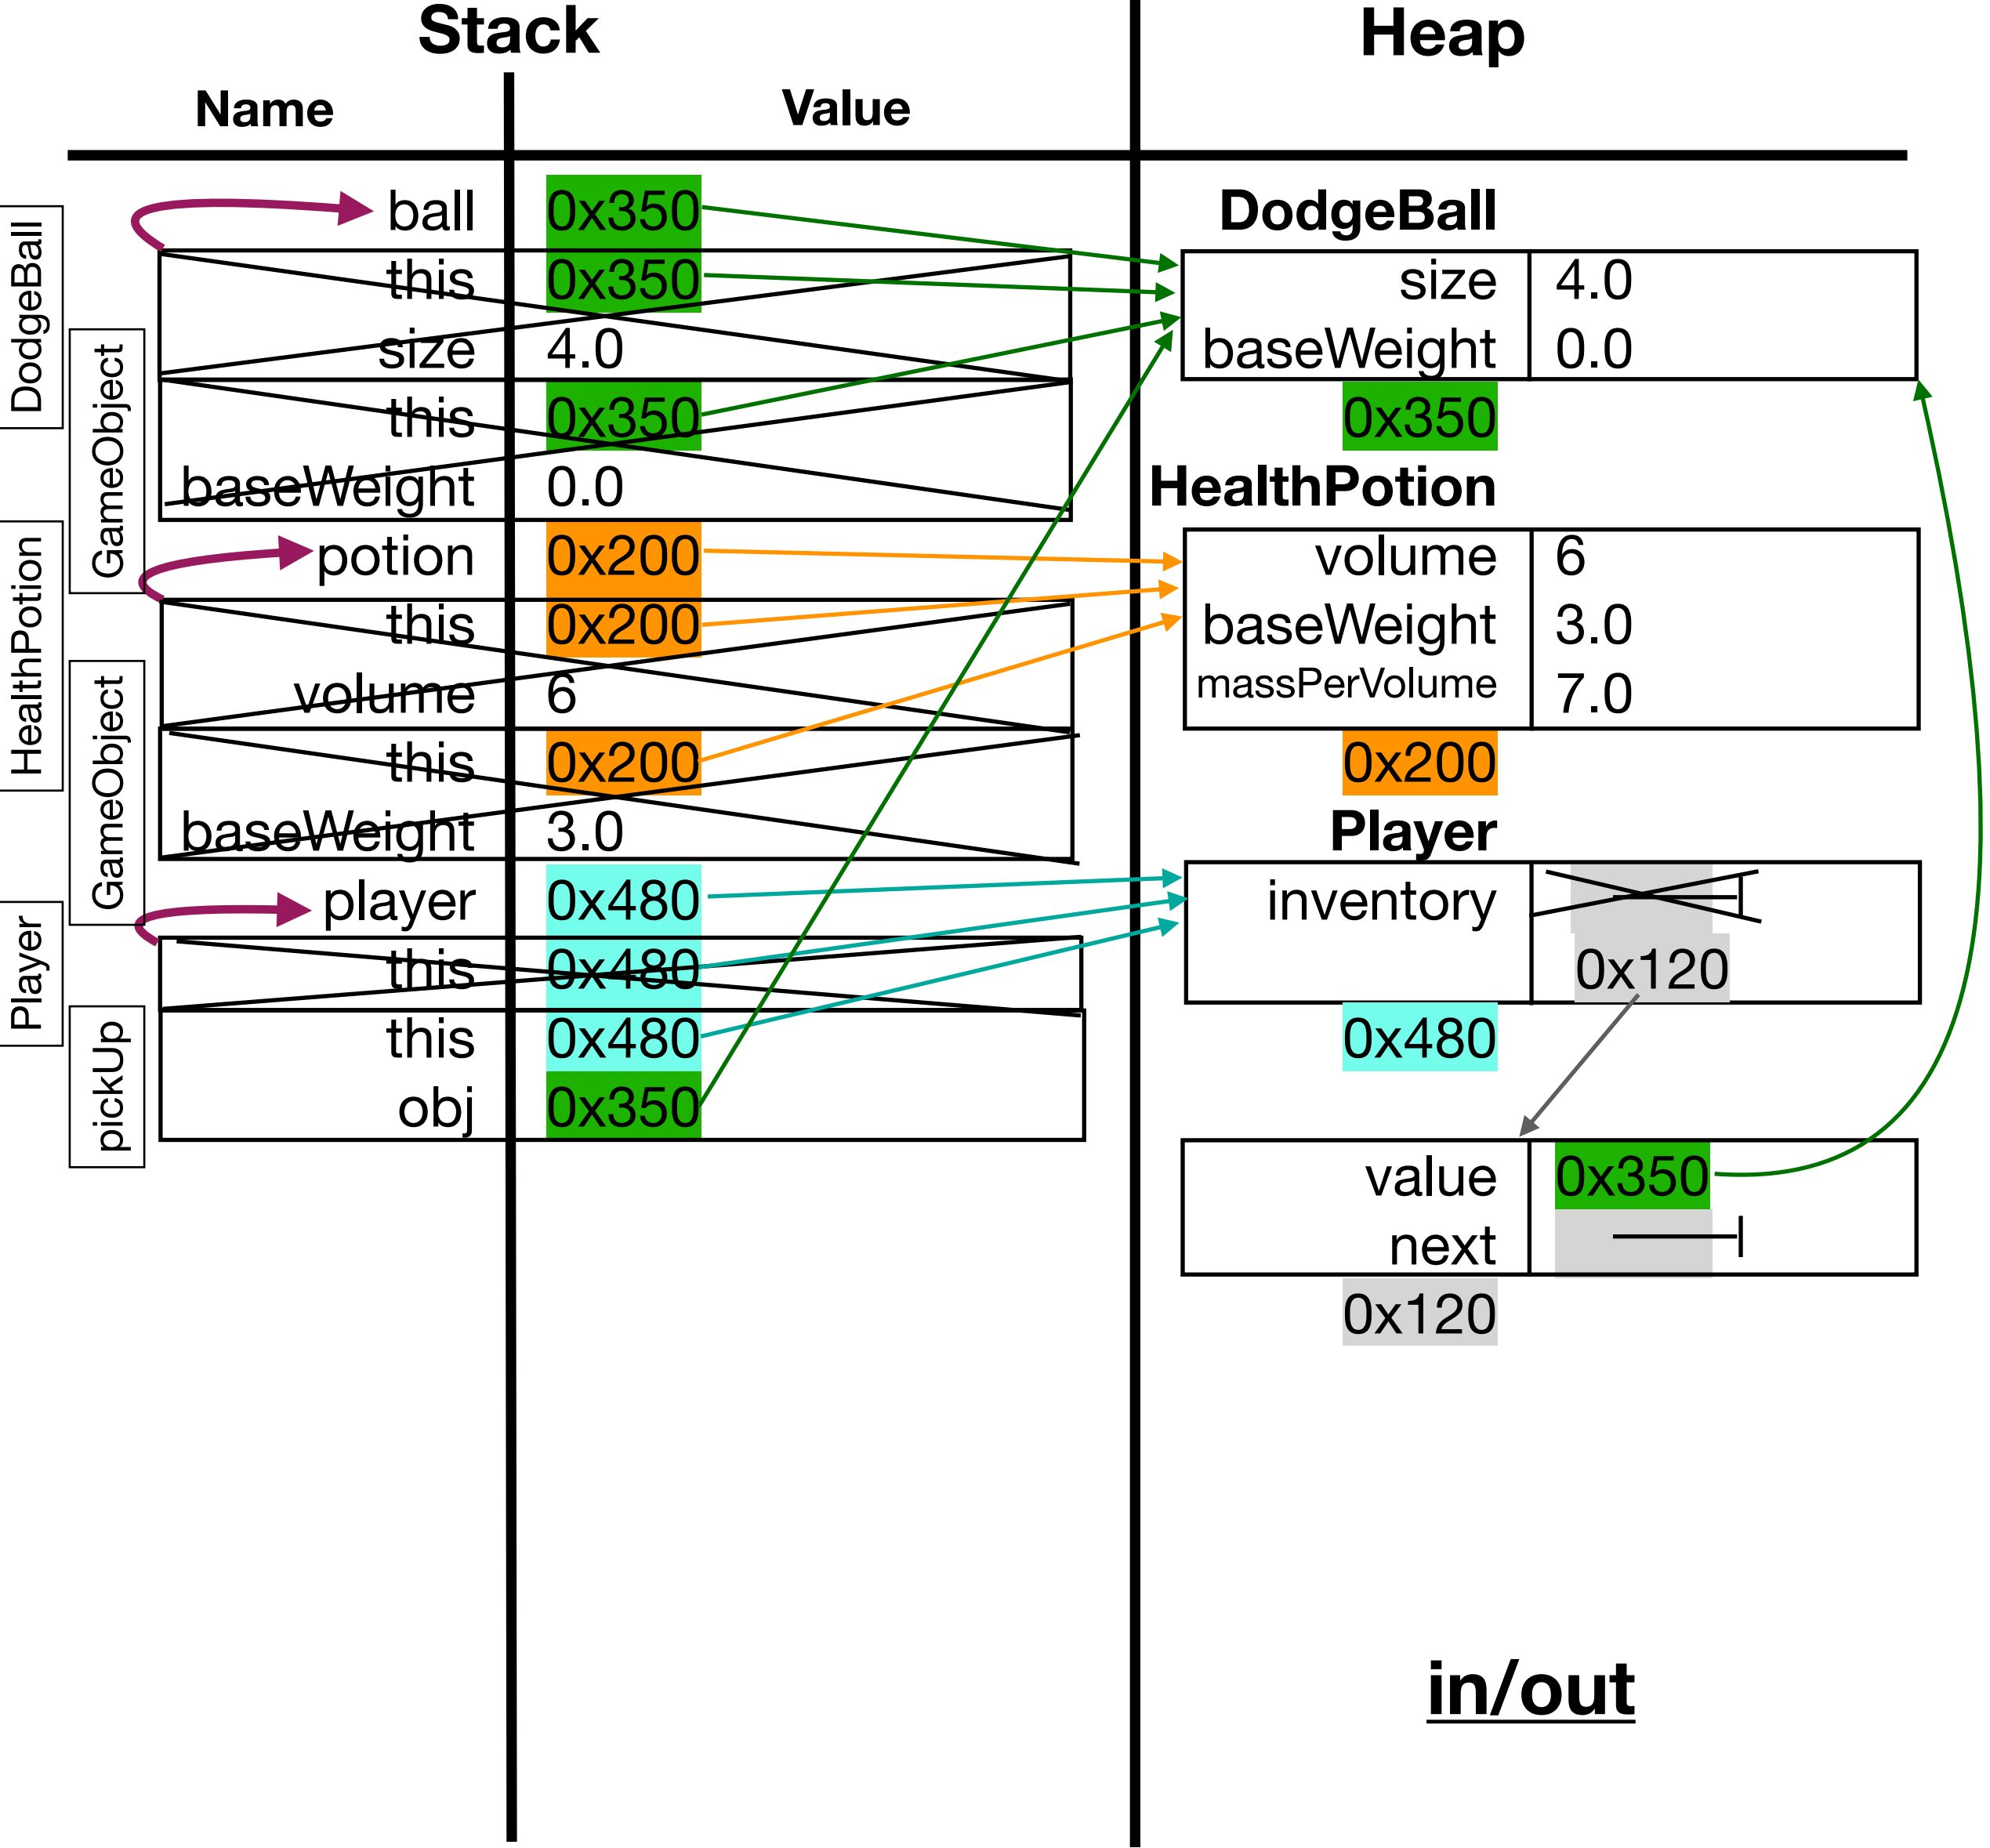 Stack
Heap
Name
Value
DodgeBall
GameObject
HealthPotion
GameObject
Player
pickUp
ball 0x350
this 0x350
size 4.0
this 0x350
baseWeight 0.0
potion 0x200
this 0x200
volume 6
this 0x200
baseWeight 3.0
player 0x480
this 0x480
this 0x480
obj 0x350
DodgeBall
size 4.0
baseWeight 0.0
0x350
HealthPotion
volume 6
baseWeight 3.0
massPerVolume 7.0
0x200
Player
inventory
0x120
0x480
value 0x350
next
0x120
in/out